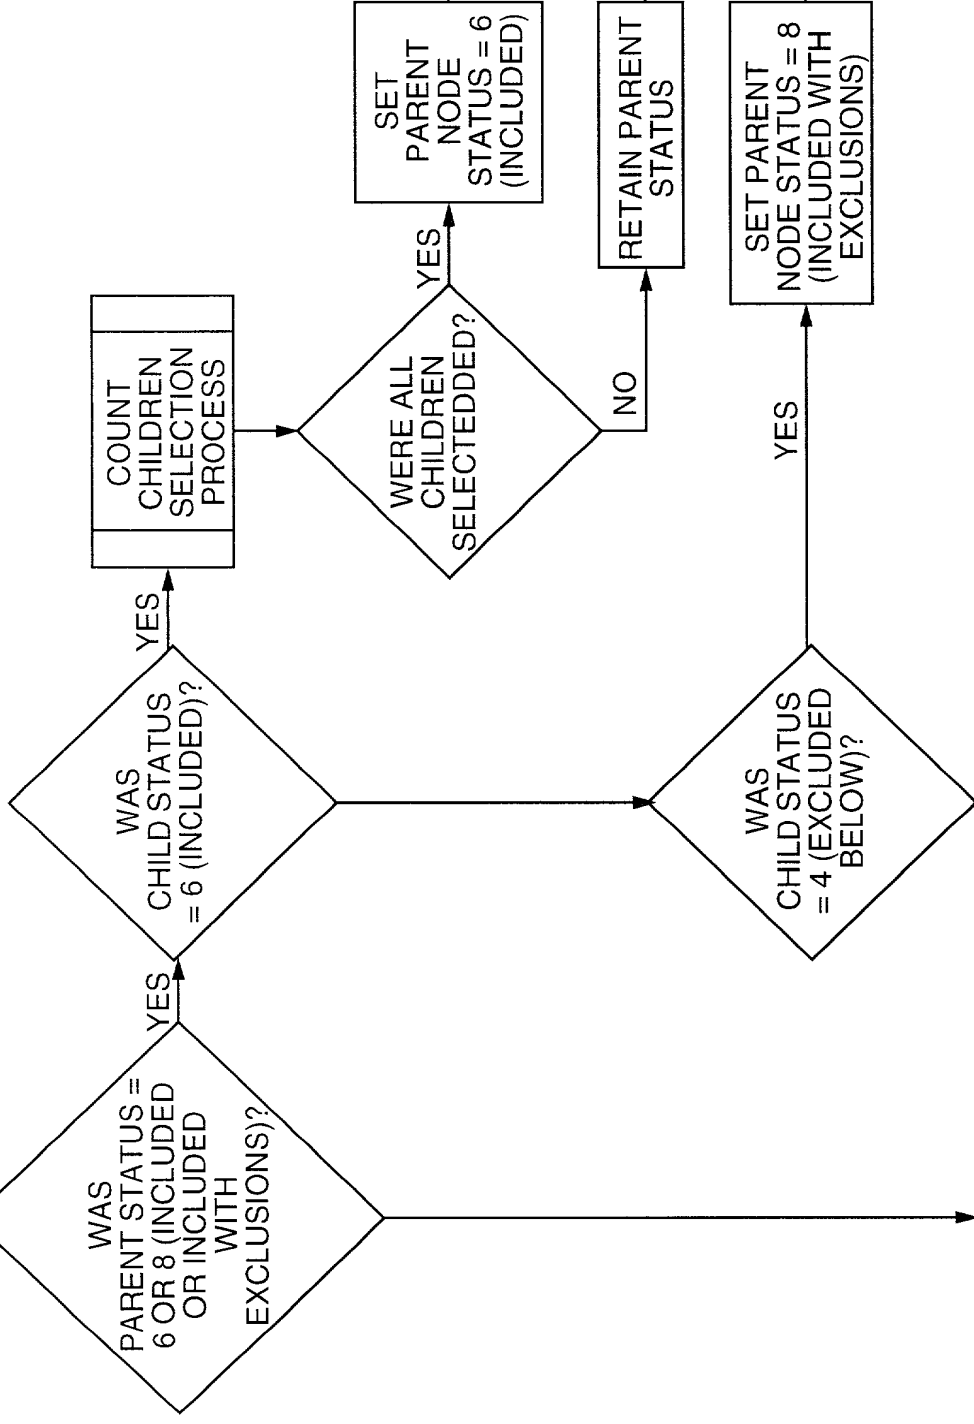 WAS
PARENT STATUS =
6 OR 8 (INCLUDED
OR INCLUDED
WITH
EXCLUSIONS)?
YES
WAS
CHILD STATUS
= 6 (INCLUDED)?
YES
COUNT
CHILDREN
SELECTION
PROCESS
WERE ALL
CHILDREN
SELECTEDDED?
YES
SET
PARENT
NODE
STATUS = 6
(INCLUDED)
NO
RETAIN PARENT
STATUS
WAS
CHILD STATUS
= 4 (EXCLUDED
BELOW)?
YES
SET PARENT
NODE STATUS = 8
(INCLUDED WITH
EXCLUSIONS)